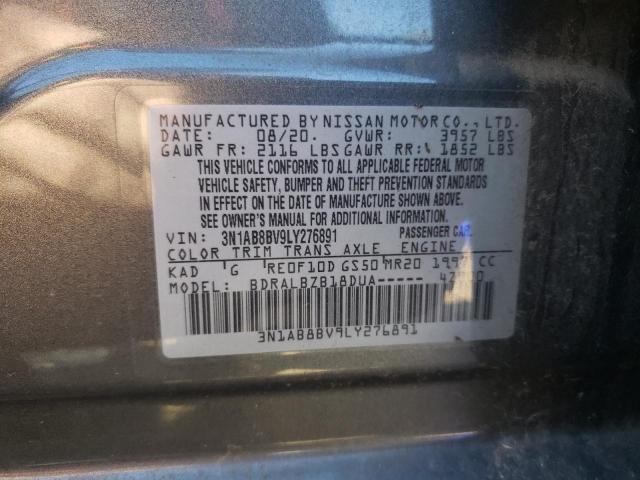 MANUFACTURED BY NISSAN MOTOR CO., LTD.
DATE: 08/20. GVWR: 3957 LBS
GAWR FR: 2116 LBS GAWR RR: 1852 LBS
THIS VEHICLE CONFORMS TO ALL APPLICABLE FEDERAL MOTOR
VEHICLE SAFETY, BUMPER AND THEFT PREVENTION STANDARDS
IN EFFECT ON THE DATE OF MANUFACTURE SHOWN ABOVE.
SEE OWNER'S MANUAL FOR ADDITIONAL INFORMATION.
VIN: 3N1AB8BV9LY276891 PASSENGER CAR.
COLOR TRIM TRANS AXLE ENGINE
KAD G RE0F10D GS50 MR20 1997 CC
MODEL: BDRALBZB18DUA-----
3N1AB8BV9LY276891